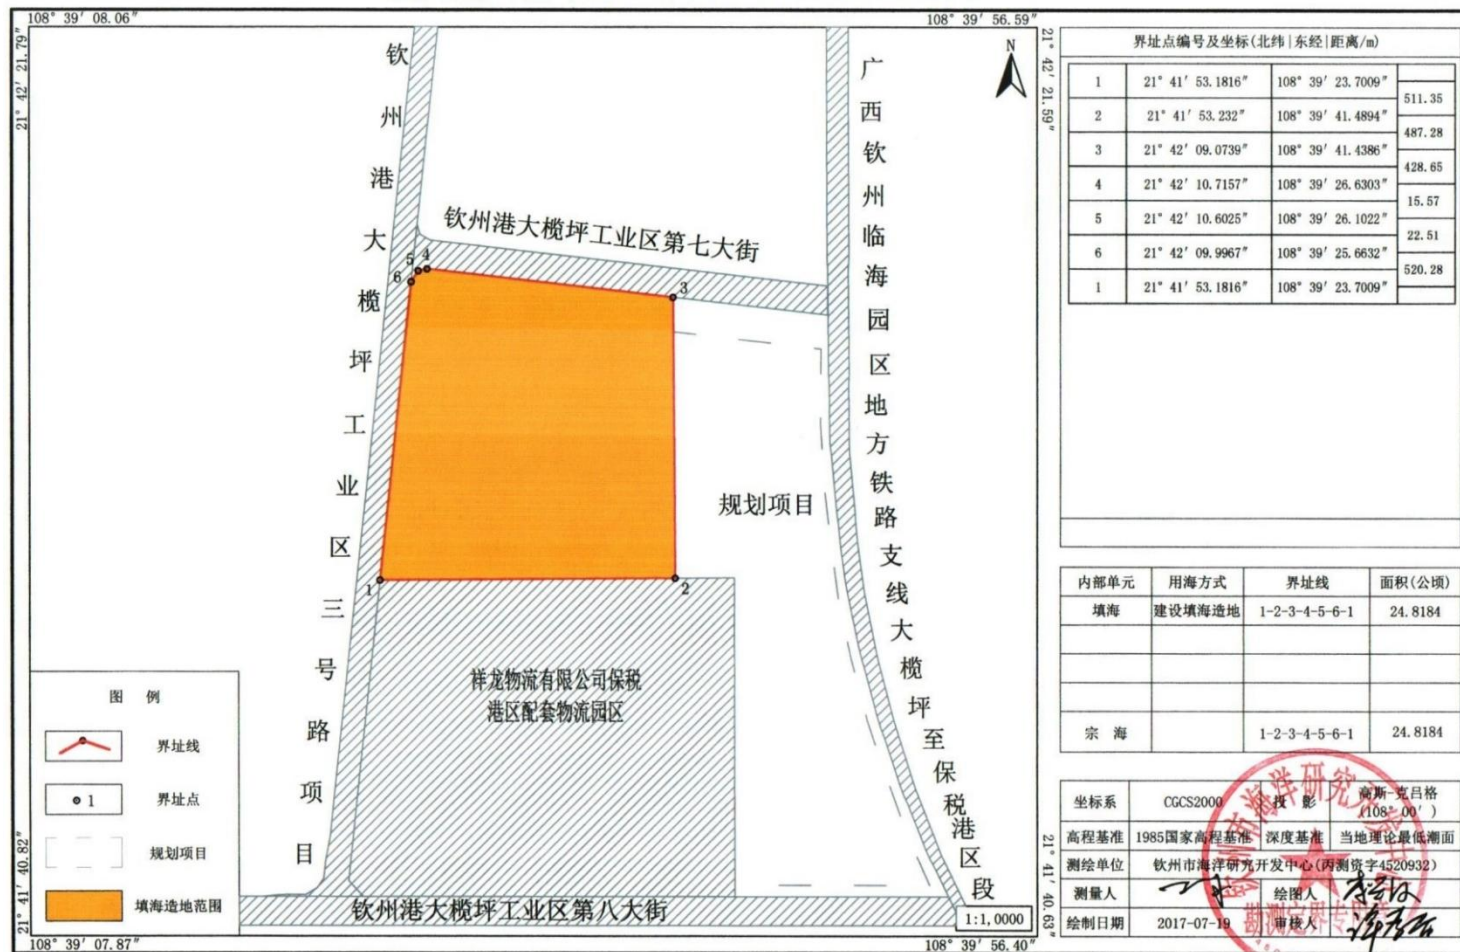 108° 39′ 08.06″
108° 39′ 56.59″
21° 42′ 21.79″
21° 42′ 21.59″
N
钦州港大榄坪工业区三号路项目
钦州港大榄坪工业区第七大街
广西钦州临海园区地方铁路支线大榄坪至保税港区段
5 4
6
3
1
2
规划项目
祥龙物流有限公司保税
港区配套物流园区
钦州港大榄坪工业区第八大街
图 例
界址线
1 界址点
规划项目
填海造地范围
1:1,0000
21° 41′ 40.82″
21° 41′ 40.63″
108° 39′ 07.87″
108° 39′ 56.40″
界址点编号及坐标(北纬|东经|距离/m)
1 21° 41′ 53.1816″ 108° 39′ 23.7009″
511.35
2 21° 41′ 53.232″ 108° 39′ 41.4894″
487.28
3 21° 42′ 09.0739″ 108° 39′ 41.4386″
428.65
4 21° 42′ 10.7157″ 108° 39′ 26.6303″
15.57
5 21° 42′ 10.6025″ 108° 39′ 26.1022″
22.51
6 21° 42′ 09.9967″ 108° 39′ 25.6632″
520.28
1 21° 41′ 53.1816″ 108° 39′ 23.7009″
内部单元 用海方式 界址线 面积(公顷)
填海 建设填海造地 1-2-3-4-5-6-1 24.8184
宗 海 1-2-3-4-5-6-1 24.8184
坐标系 CGCS2000 投 影 高斯-克吕格
(108° 00′)
高程基准 1985国家高程基准 深度基准 当地理论最低潮面
测绘单位 钦州市海洋研究开发中心(丙测资字4520932)
测量人 绘图人
绘制日期 2017-07-19 审核人
钦州市海洋研究开发中心